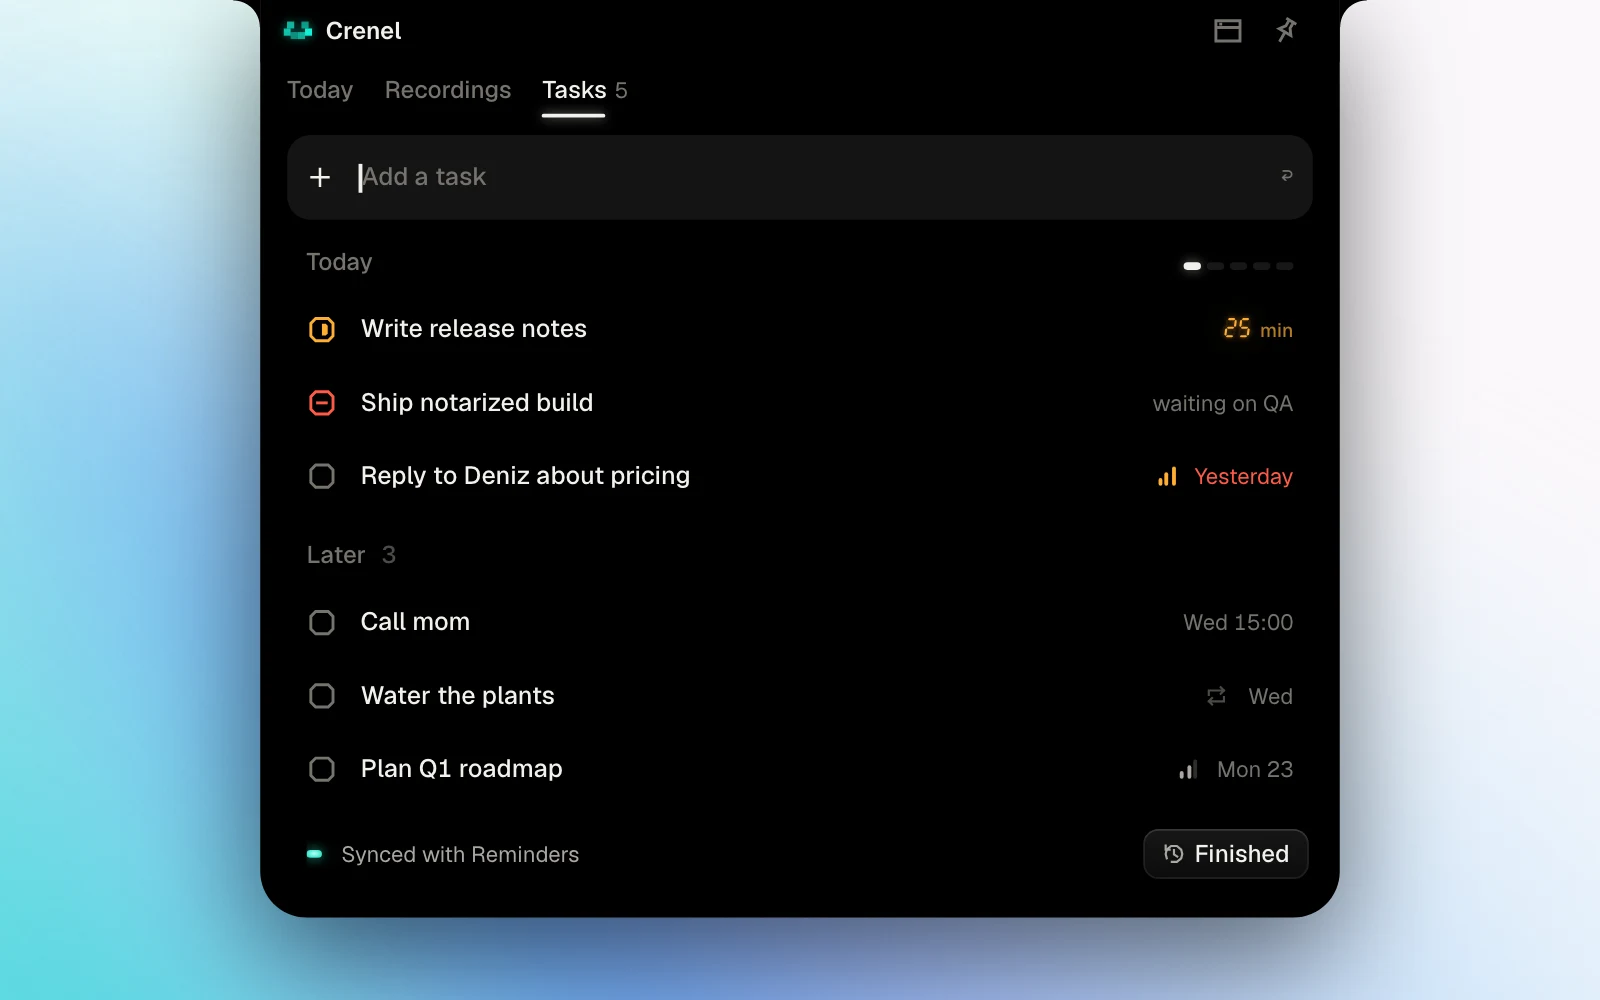 Crenel
Today Recordings Tasks 5
Add a task
Today
Write release notes 25 min
Ship notarized build waiting on QA
Reply to Deniz about pricing Yesterday
Later 3
Call mom Wed 15:00
Water the plants Wed
Plan Q1 roadmap Mon 23
Synced with Reminders Finished